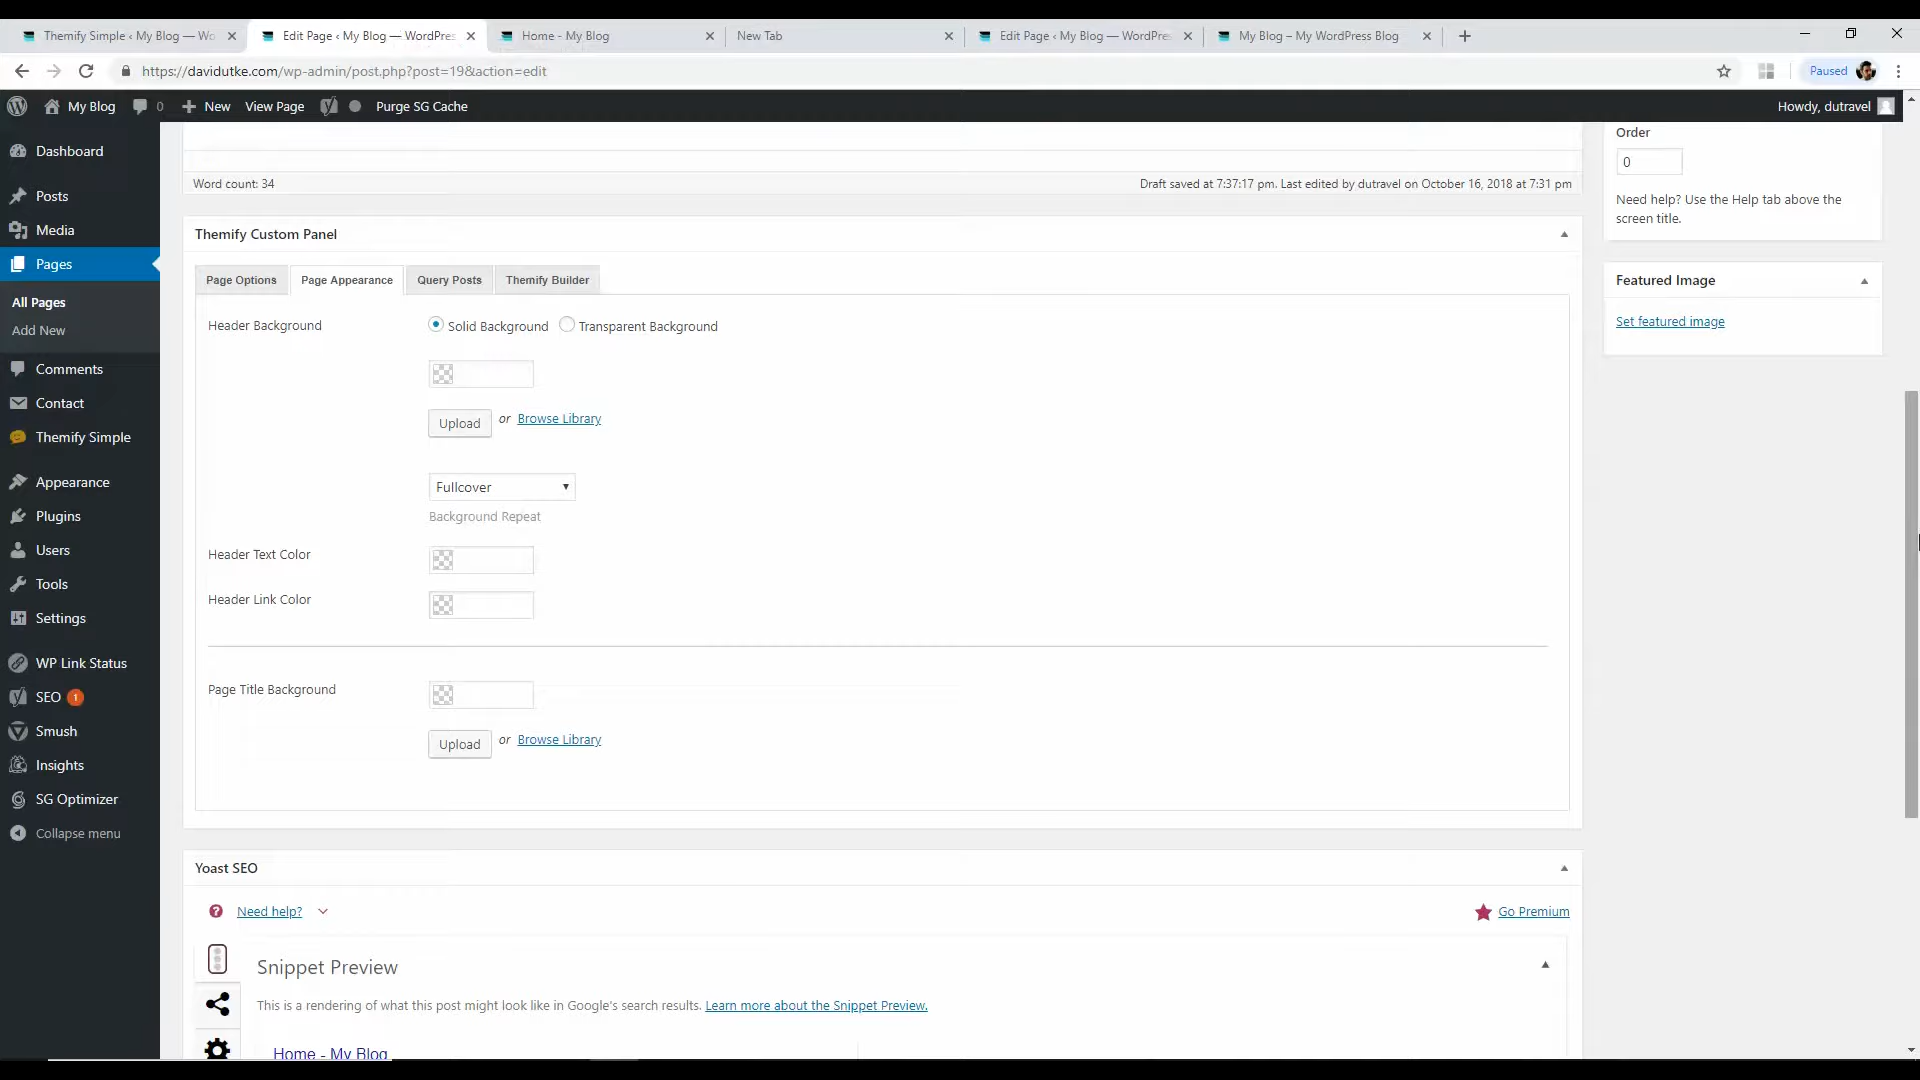 Themify Simple ‹ My Blog — Wo
Edit Page ‹ My Blog — WordPres
Home - My Blog
New Tab
Edit Page ‹ My Blog — WordPres
My Blog – My WordPress Blog
https://davidutke.com/wp-admin/post.php?post=19&action=edit
Paused
My Blog
0
New
View Page
Purge SG Cache
Howdy, dutravel
Dashboard
Posts
Media
Pages
All Pages
Add New
Comments
Contact
Themify Simple
Appearance
Plugins
Users
Tools
Settings
WP Link Status
SEO 1
Smush
Insights
SG Optimizer
Collapse menu
Word count: 34
Draft saved at 7:37:17 pm. Last edited by dutravel on October 16, 2018 at 7:31 pm
Themify Custom Panel
Page Options
Page Appearance
Query Posts
Themify Builder
Header Background
Solid Background
Transparent Background
Upload or Browse Library
Fullcover
Background Repeat
Header Text Color
Header Link Color
Page Title Background
Upload or Browse Library
Yoast SEO
Need help?
Go Premium
Snippet Preview
This is a rendering of what this post might look like in Google's search results. Learn more about the Snippet Preview.
Home - My Blog
Order
0
Need help? Use the Help tab above the
screen title.
Featured Image
Set featured image